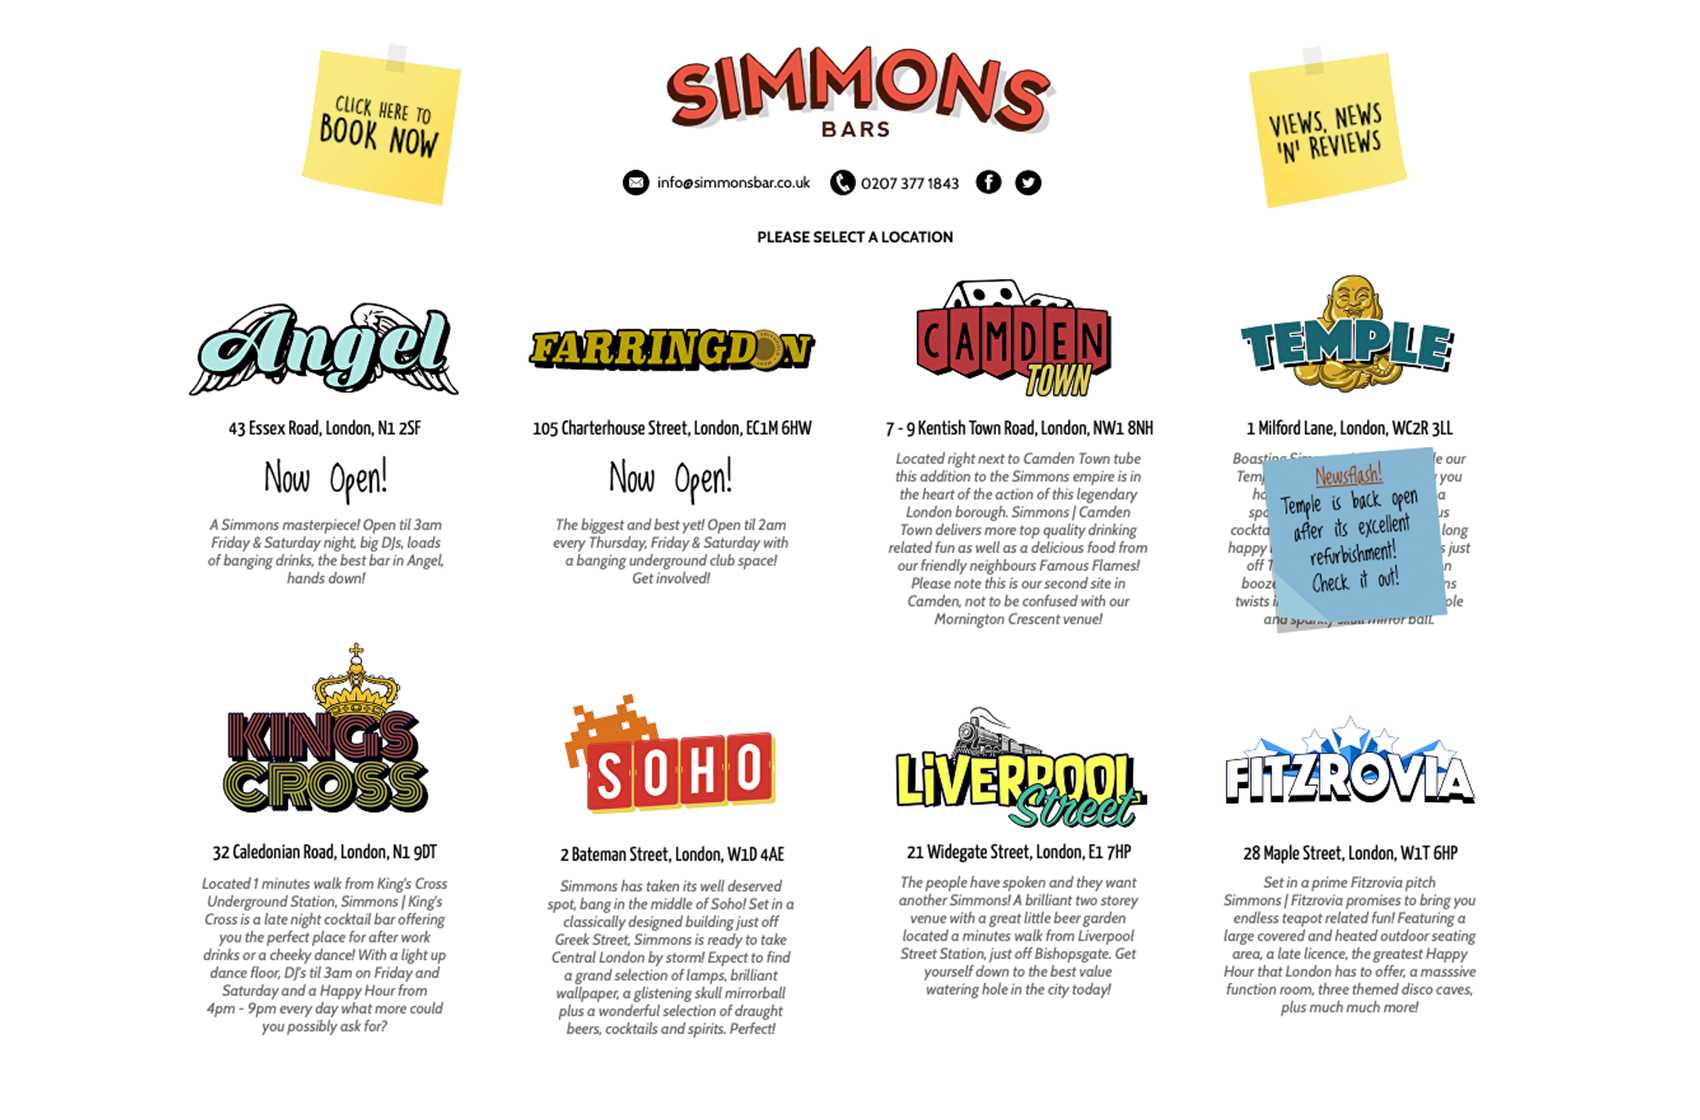 CLICK HERE TO
BOOK NOW
SIMMONS
BARS
VIEWS, NEWS
'N' REVIEWS
info@simmonsbar.co.uk 0207 377 1843
PLEASE SELECT A LOCATION
Angel
43 Essex Road, London, N1 2SF
Now Open!
A Simmons masterpiece! Open til 3am
Friday & Saturday night, big DJs, loads
of banging drinks, the best bar in Angel,
hands down!
FARRINGDON
105 Charterhouse Street, London, EC1M 6HW
Now Open!
The biggest and best yet! Open til 2am
every Thursday, Friday & Saturday with
a banging underground club space!
Get involved!
CAMDEN
TOWN
7 - 9 Kentish Town Road, London, NW1 8NH
Located right next to Camden Town tube
this addition to the Simmons empire is in
the heart of the action of this legendary
London borough. Simmons | Camden
Town delivers more top quality drinking
related fun as well as a delicious food from
our friendly neighbours Famous Flames!
Please note this is our second site in
Camden, not to be confused with our
Mornington Crescent venue!
TEMPLE
1 Milford Lane, London, WC2R 3LL
Boasting our
you
a
long
happy just
off
twists
and sparkly skull mirror ball.
Newsflash!
Temple is back open
after its excellent
refurbishment!
Check it out!
KINGS
CROSS
32 Caledonian Road, London, N1 9DT
Located 1 minutes walk from King's Cross
Underground Station, Simmons | King's
Cross is a late night cocktail bar offering
you the perfect place for after work
drinks or a cheeky dance! With a light up
dance floor, DJ's til 3am on Friday and
Saturday and a Happy Hour from
4pm - 9pm every day what more could
you possibly ask for?
SOHO
2 Bateman Street, London, W1D 4AE
Simmons has taken its well deserved
spot, bang in the middle of Soho! Set in a
classically designed building just off
Greek Street, Simmons is ready to take
Central London by storm! Expect to find
a grand selection of lamps, brilliant
wallpaper, a glistening skull mirrorball
plus a wonderful selection of draught
beers, cocktails and spirits. Perfect!
LiVERPOOL
Street
21 Widegate Street, London, E1 7HP
The people have spoken and they want
another Simmons! A brilliant two storey
venue with a great little beer garden
located a minutes walk from Liverpool
Street Station, just off Bishopsgate. Get
yourself down to the best value
watering hole in the city today!
FITZROVIA
28 Maple Street, London, W1T 6HP
Set in a prime Fitzrovia pitch
Simmons | Fitzrovia promises to bring you
endless teapot related fun! Featuring a
large covered and heated outdoor seating
area, a late licence, the greatest Happy
Hour that London has to offer, a masssive
function room, three themed disco caves,
plus much much more!